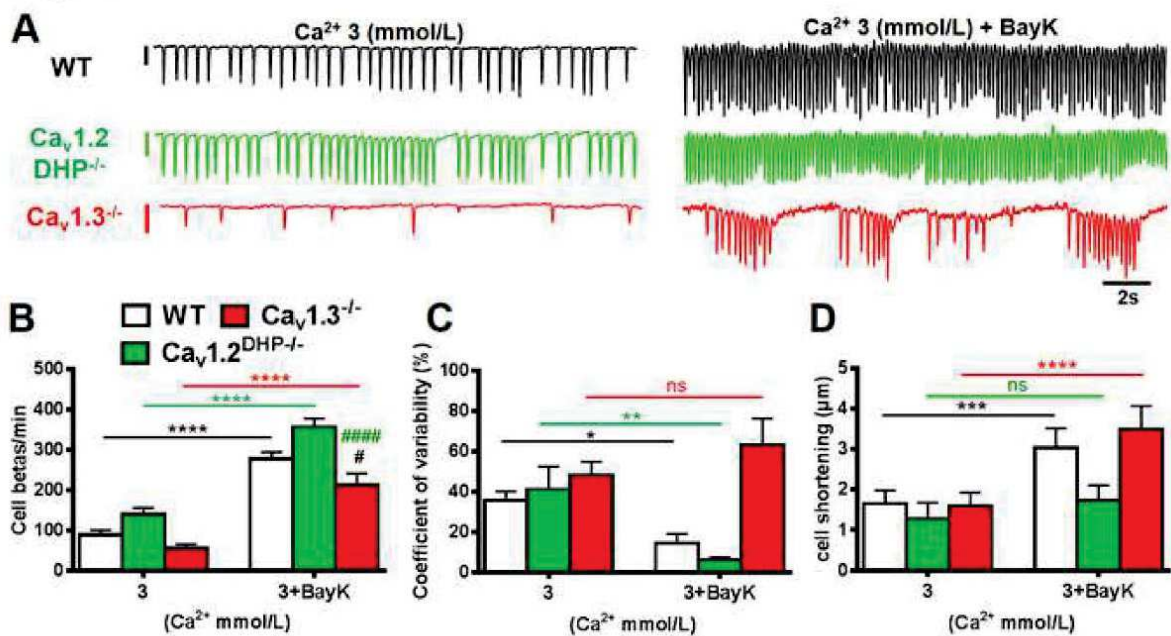 A
Ca²⁺ 3 (mmol/L)
Ca²⁺ 3 (mmol/L) + BayK
WT
Caᵥ1.2
DHP⁻/⁻
Caᵥ1.3⁻/⁻
2s
B
WT
Caᵥ1.3⁻/⁻
Caᵥ1.2ᴰᴴᴾ⁻/⁻
Cell betas/min
500
400
300
200
100
0
****
****
****
####
#
3
3+BayK
(Ca²⁺ mmol/L)
C
Coefficient of variability (%)
100
80
60
40
20
0
ns
**
*
3
3+BayK
(Ca²⁺ mmol/L)
D
cell shortening (µm)
5
4
3
2
1
0
****
ns
***
3
3+BayK
(Ca²⁺ mmol/L)